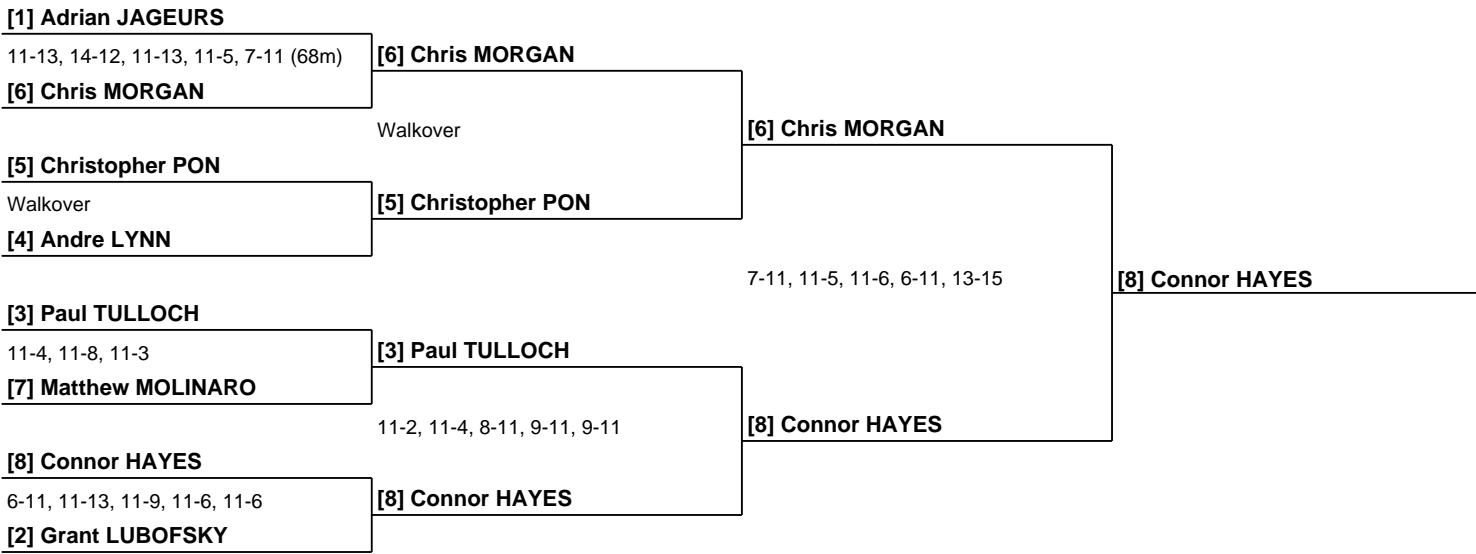 [1] Adrian JAGEURS
11-13, 14-12, 11-13, 11-5, 7-11 (68m)
[6] Chris MORGAN
[6] Chris MORGAN
Walkover
[6] Chris MORGAN
[5] Christopher PON
Walkover
[5] Christopher PON
[4] Andre LYNN
7-11, 11-5, 11-6, 6-11, 13-15
[8] Connor HAYES
[3] Paul TULLOCH
11-4, 11-8, 11-3
[3] Paul TULLOCH
[7] Matthew MOLINARO
11-2, 11-4, 8-11, 9-11, 9-11
[8] Connor HAYES
[8] Connor HAYES
6-11, 11-13, 11-9, 11-6, 11-6
[8] Connor HAYES
[2] Grant LUBOFSKY